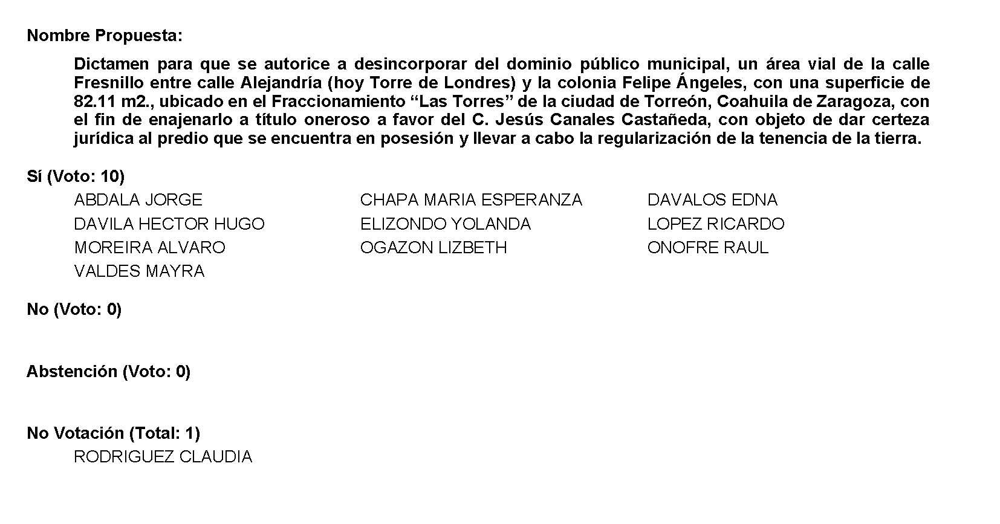 Nombre Propuesta:
Dictamen para que se autorice a desincorporar del dominio público municipal, un área vial de la calle
Fresnillo entre calle Alejandría (hoy Torre de Londres) y la colonia Felipe Ángeles, con una superficie de
82.11 m2., ubicado en el Fraccionamiento “Las Torres” de la ciudad de Torreón, Coahuila de Zaragoza, con
el fin de enajenarlo a título oneroso a favor del C. Jesús Canales Castañeda, con objeto de dar certeza
jurídica al predio que se encuentra en posesión y llevar a cabo la regularización de la tenencia de la tierra.
Sí (Voto: 10)
ABDALA JORGE CHAPA MARIA ESPERANZA DAVALOS EDNA
DAVILA HECTOR HUGO ELIZONDO YOLANDA LOPEZ RICARDO
MOREIRA ALVARO OGAZON LIZBETH ONOFRE RAUL
VALDES MAYRA
No (Voto: 0)
Abstención (Voto: 0)
No Votación (Total: 1)
RODRIGUEZ CLAUDIA